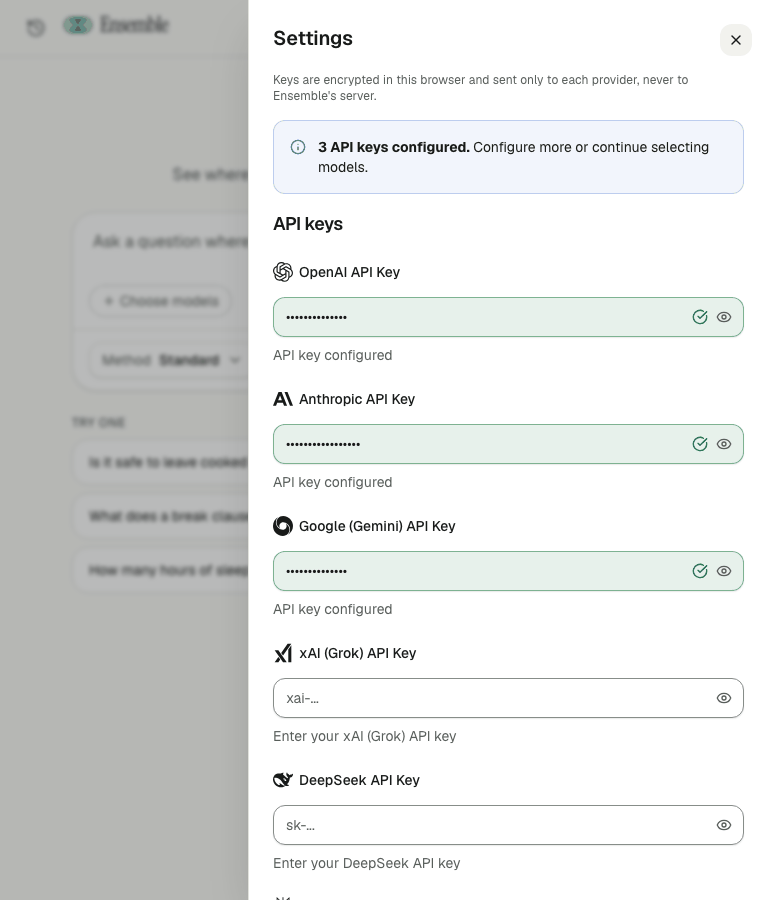 Ensemble
Settings
Keys are encrypted in this browser and sent only to each provider, never to
Ensemble's server.
3 API keys configured. Configure more or continue selecting
models.
See where
Ask a question where
+ Choose models
Method Standard
TRY ONE
Is it safe to leave cooked
What does a break clause
How many hours of sleep
API keys
OpenAI API Key
••••••••••••••
API key configured
Anthropic API Key
•••••••••••••••••
API key configured
Google (Gemini) API Key
••••••••••••••
API key configured
xAI (Grok) API Key
xai-...
Enter your xAI (Grok) API key
DeepSeek API Key
sk-...
Enter your DeepSeek API key